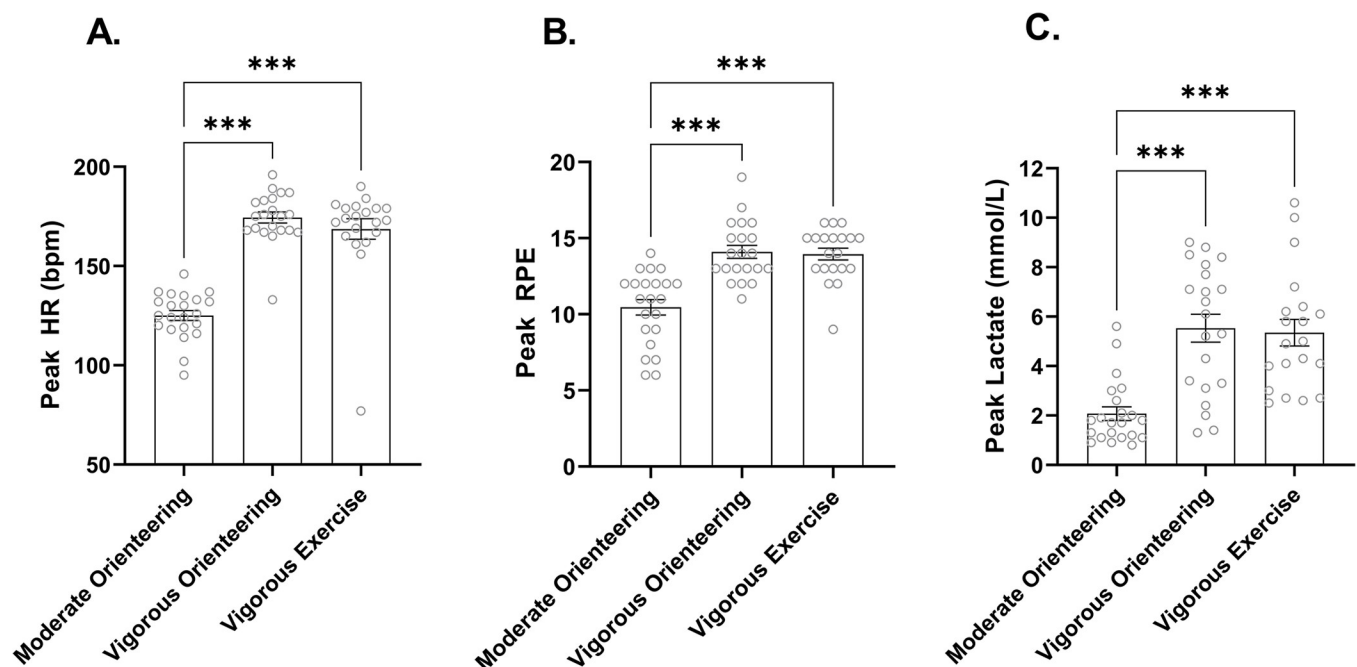 A.
***
***
Peak HR (bpm)
200
150
100
50
Moderate Orienteering
Vigorous Orienteering
Vigorous Exercise
B.
***
***
Peak RPE
20
15
10
5
0
Moderate Orienteering
Vigorous Orienteering
Vigorous Exercise
C.
***
***
Peak Lactate (mmol/L)
12
10
8
6
4
2
0
Moderate Orienteering
Vigorous Orienteering
Vigorous Exercise